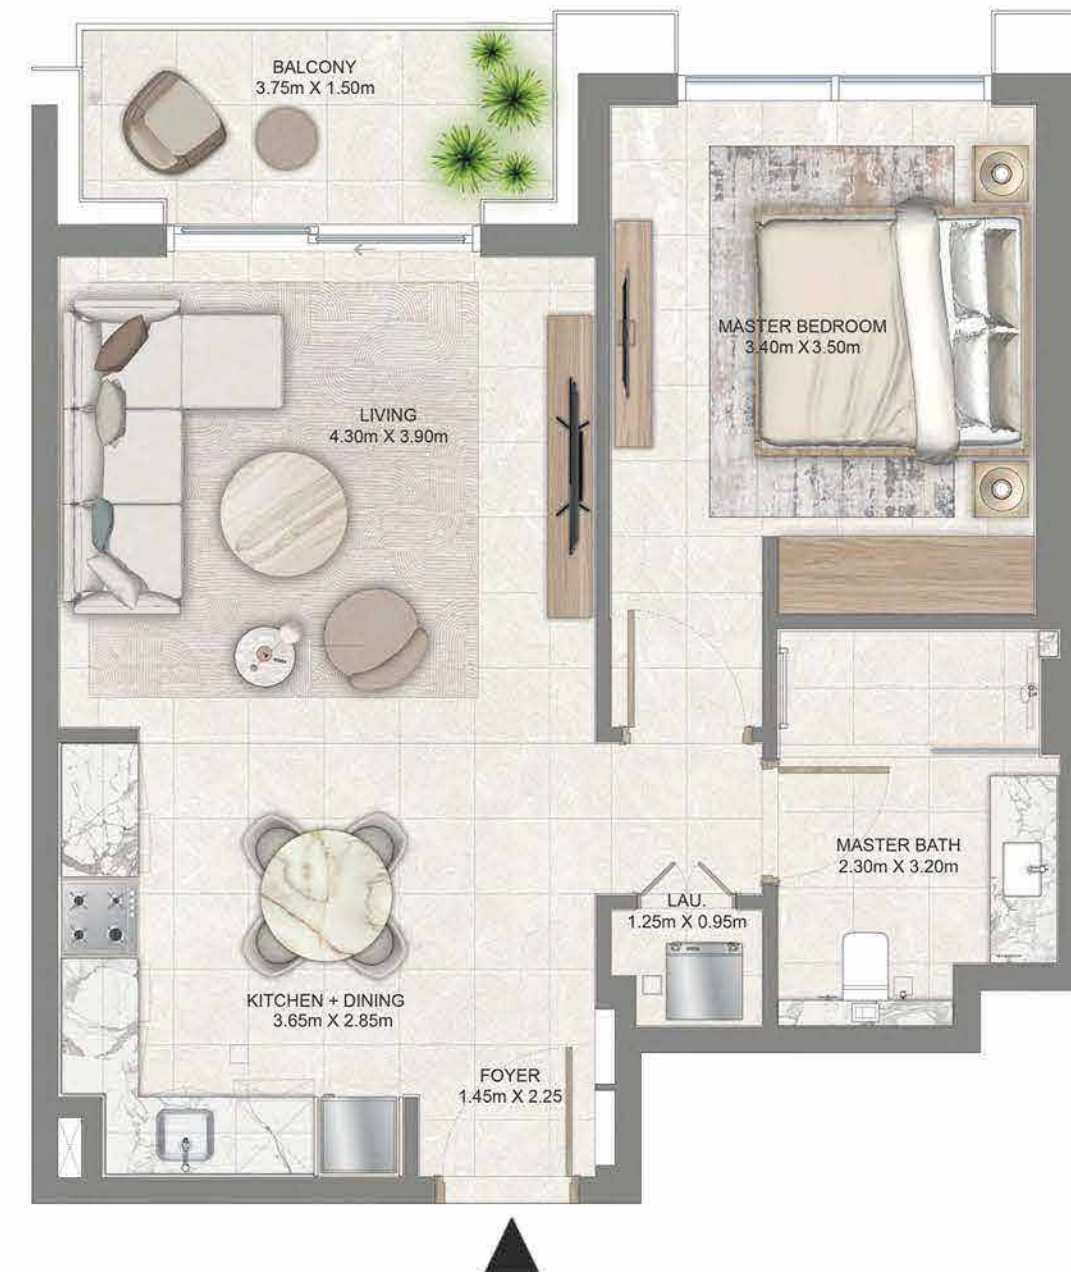 BALCONY
3.75m X 1.50m
MASTER BEDROOM
3.40m X 3.50m
LIVING
4.30m X 3.90m
MASTER BATH
2.30m X 3.20m
LAU.
1.25m X 0.95m
KITCHEN + DINING
3.65m X 2.85m
FOYER
1.45m X 2.25